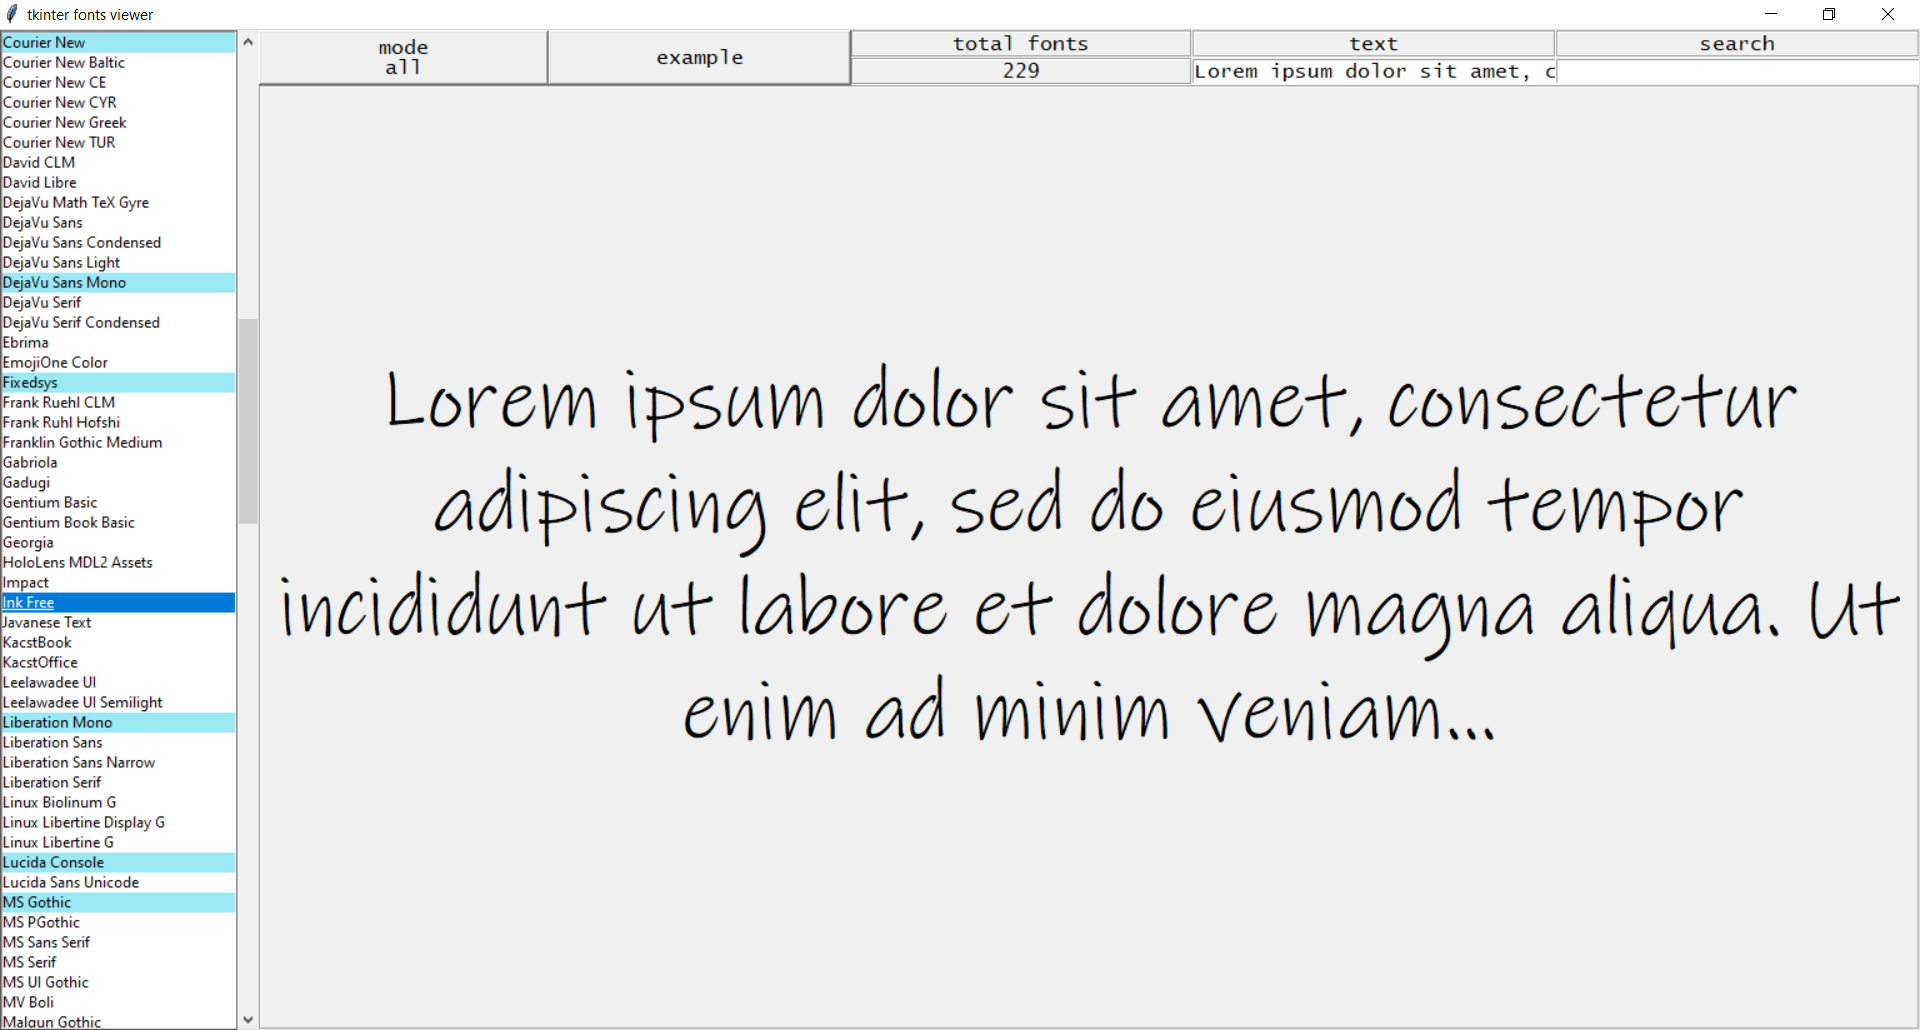 tkinter fonts viewer
Courier New
Courier New Baltic
Courier New CE
Courier New CYR
Courier New Greek
Courier New TUR
David CLM
David Libre
DejaVu Math TeX Gyre
DejaVu Sans
DejaVu Sans Condensed
DejaVu Sans Light
DejaVu Sans Mono
DejaVu Serif
DejaVu Serif Condensed
Ebrima
EmojiOne Color
Fixedsys
Frank Ruehl CLM
Frank Ruhl Hofshi
Franklin Gothic Medium
Gabriola
Gadugi
Gentium Basic
Gentium Book Basic
Georgia
HoloLens MDL2 Assets
Impact
Ink Free
Javanese Text
KacstBook
KacstOffice
Leelawadee UI
Leelawadee UI Semilight
Liberation Mono
Liberation Sans
Liberation Sans Narrow
Liberation Serif
Linux Biolinum G
Linux Libertine Display G
Linux Libertine G
Lucida Console
Lucida Sans Unicode
MS Gothic
MS PGothic
MS Sans Serif
MS Serif
MS UI Gothic
MV Boli
Malgun Gothic
mode
all
example
total fonts
229
text
Lorem ipsum dolor sit amet, c
search
Lorem ipsum dolor sit amet, consectetur
adipiscing elit, sed do eiusmod tempor
incididunt ut labore et dolore magna aliqua. Ut
enim ad minim veniam...